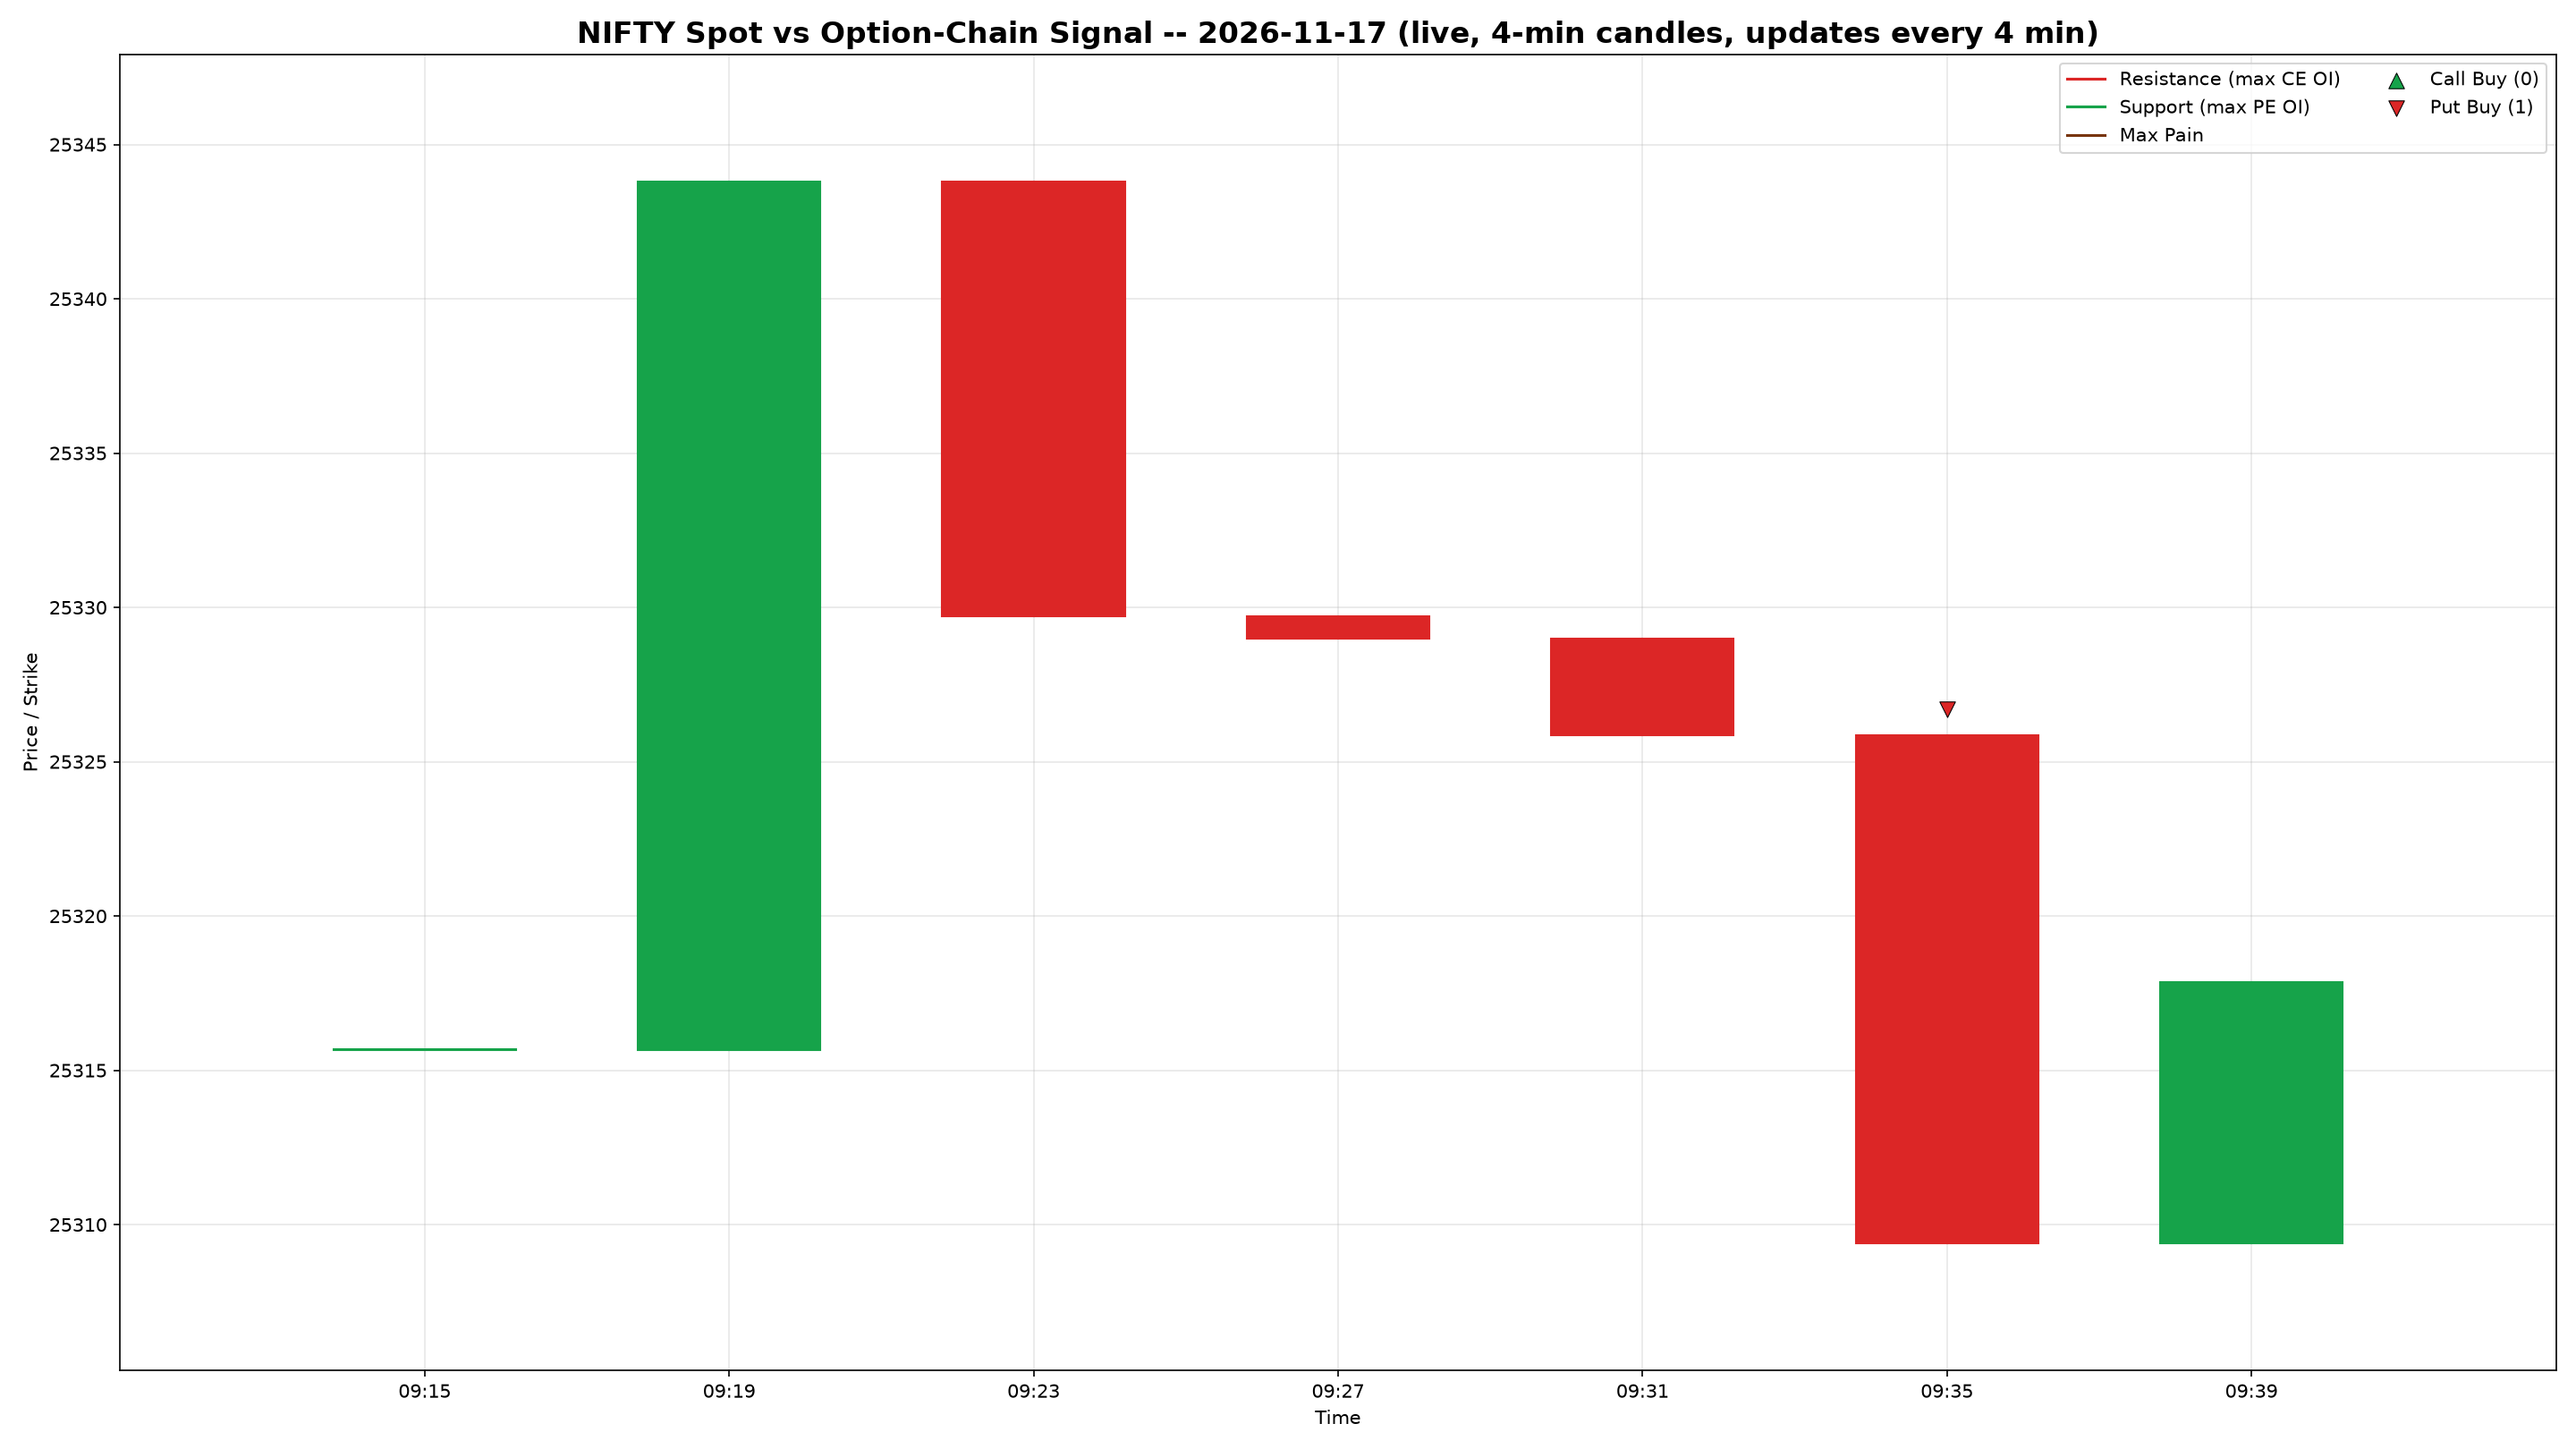 NIFTY Spot vs Option-Chain Signal -- 2026-11-17 (live, 4-min candles, updates every 4 min)
Resistance (max CE OI)
Support (max PE OI)
Max Pain
Call Buy (0)
Put Buy (1)
Price / Strike
25345
25340
25335
25330
25325
25320
25315
25310
09:15
09:19
09:23
09:27
09:31
09:35
09:39
Time